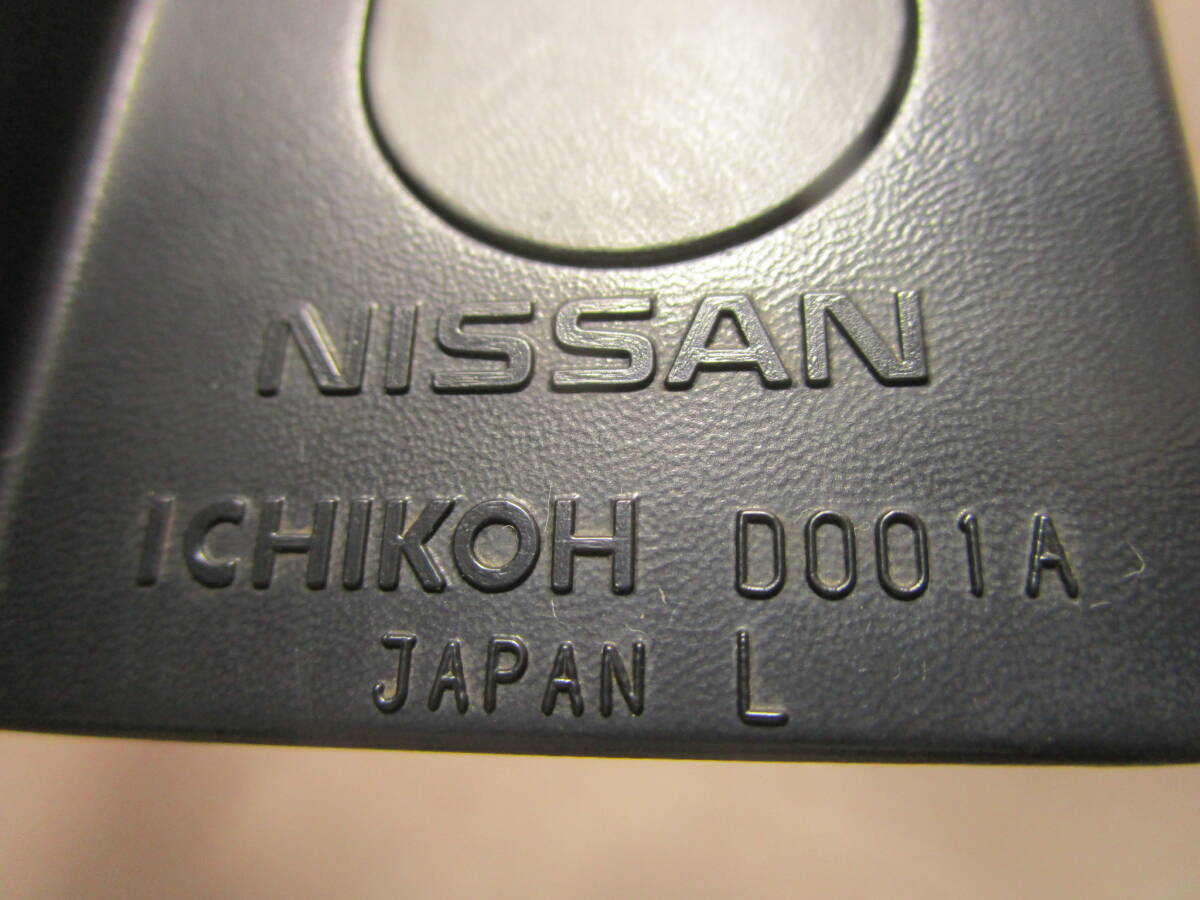 NISSAN
ICHIKOH D001A
JAPAN L